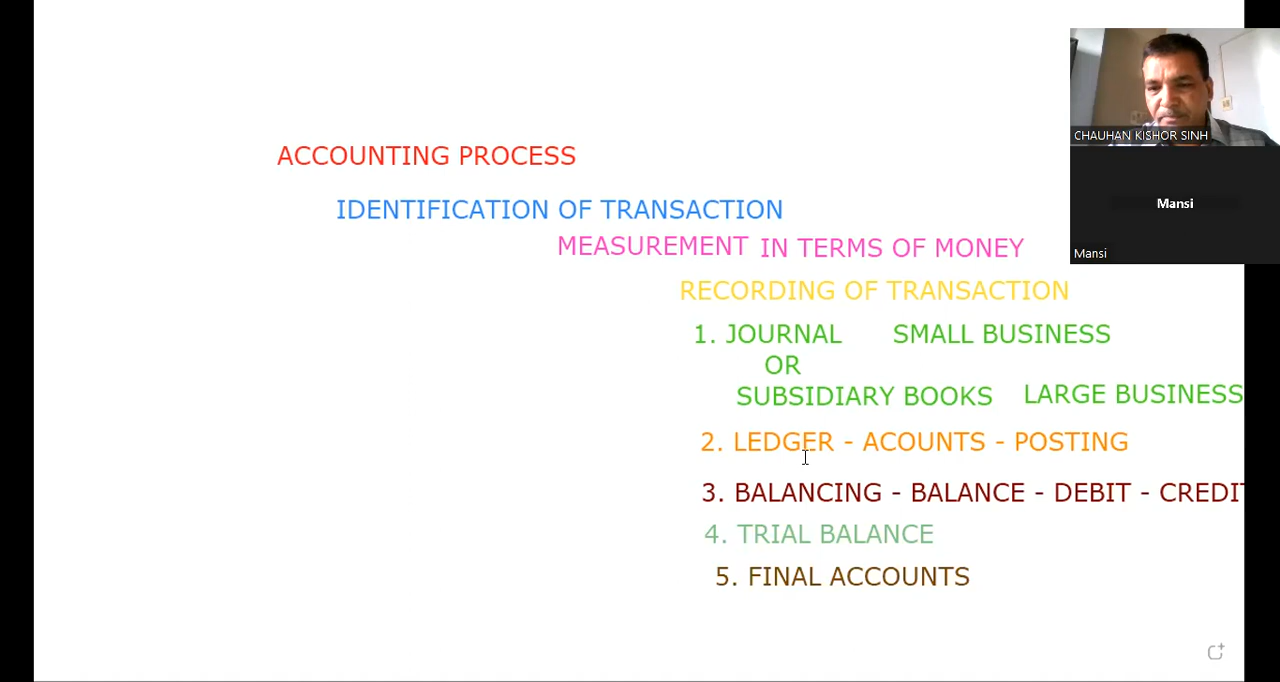 CHAUHAN KISHOR SINH
Mansi
Mansi
ACCOUNTING PROCESS
IDENTIFICATION OF TRANSACTION
MEASUREMENT IN TERMS OF MONEY
RECORDING OF TRANSACTION
1. JOURNAL SMALL BUSINESS
OR
SUBSIDIARY BOOKS LARGE BUSINESS
2. LEDGER - ACOUNTS - POSTING
3. BALANCING - BALANCE - DEBIT - CREDIT
4. TRIAL BALANCE
5. FINAL ACCOUNTS